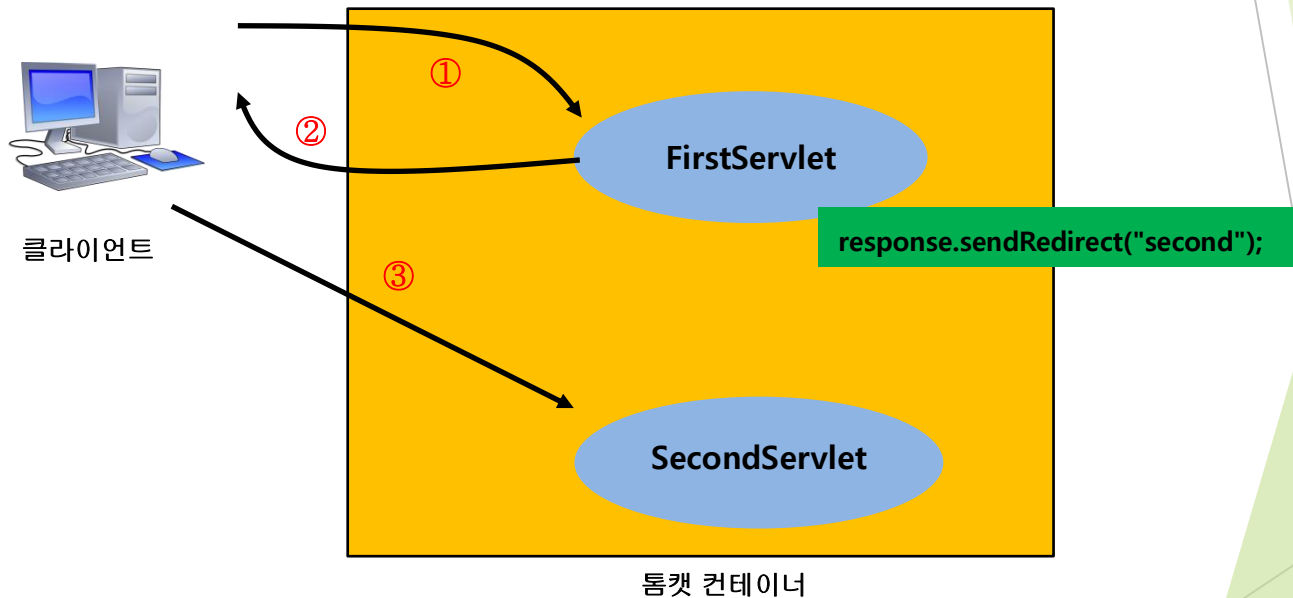 ①
②
FirstServlet
response.sendRedirect("second");
클라이언트
③
SecondServlet
톰캣 컨테이너